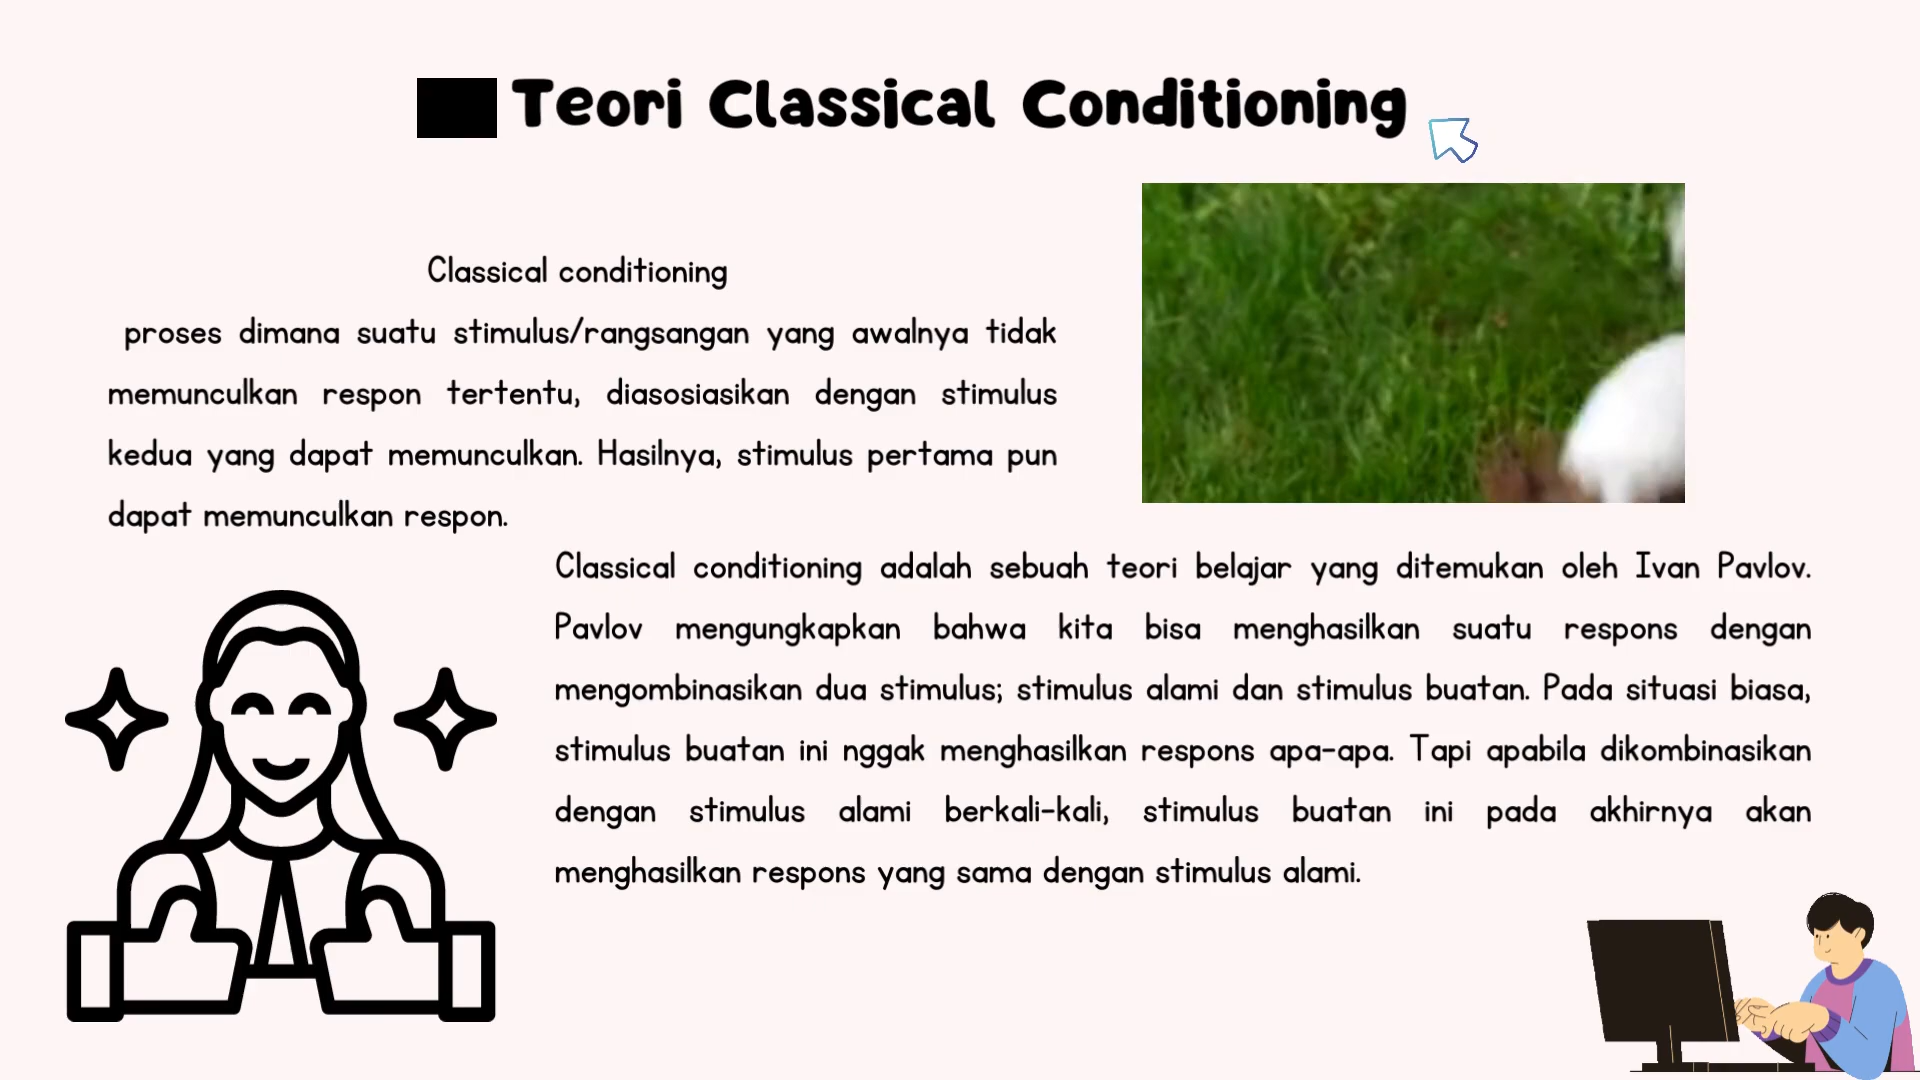 Teori Classical Conditioning
Classical conditioning
proses dimana suatu stimulus/rangsangan yang awalnya tidak
memunculkan respon tertentu, diasosiasikan dengan stimulus
kedua yang dapat memunculkan. Hasilnya, stimulus pertama pun
dapat memunculkan respon.
Classical conditioning adalah sebuah teori belajar yang ditemukan oleh Ivan Pavlov.
Pavlov mengungkapkan bahwa kita bisa menghasilkan suatu respons dengan
mengombinasikan dua stimulus; stimulus alami dan stimulus buatan. Pada situasi biasa,
stimulus buatan ini nggak menghasilkan respons apa-apa. Tapi apabila dikombinasikan
dengan stimulus alami berkali-kali, stimulus buatan ini pada akhirnya akan
menghasilkan respons yang sama dengan stimulus alami.